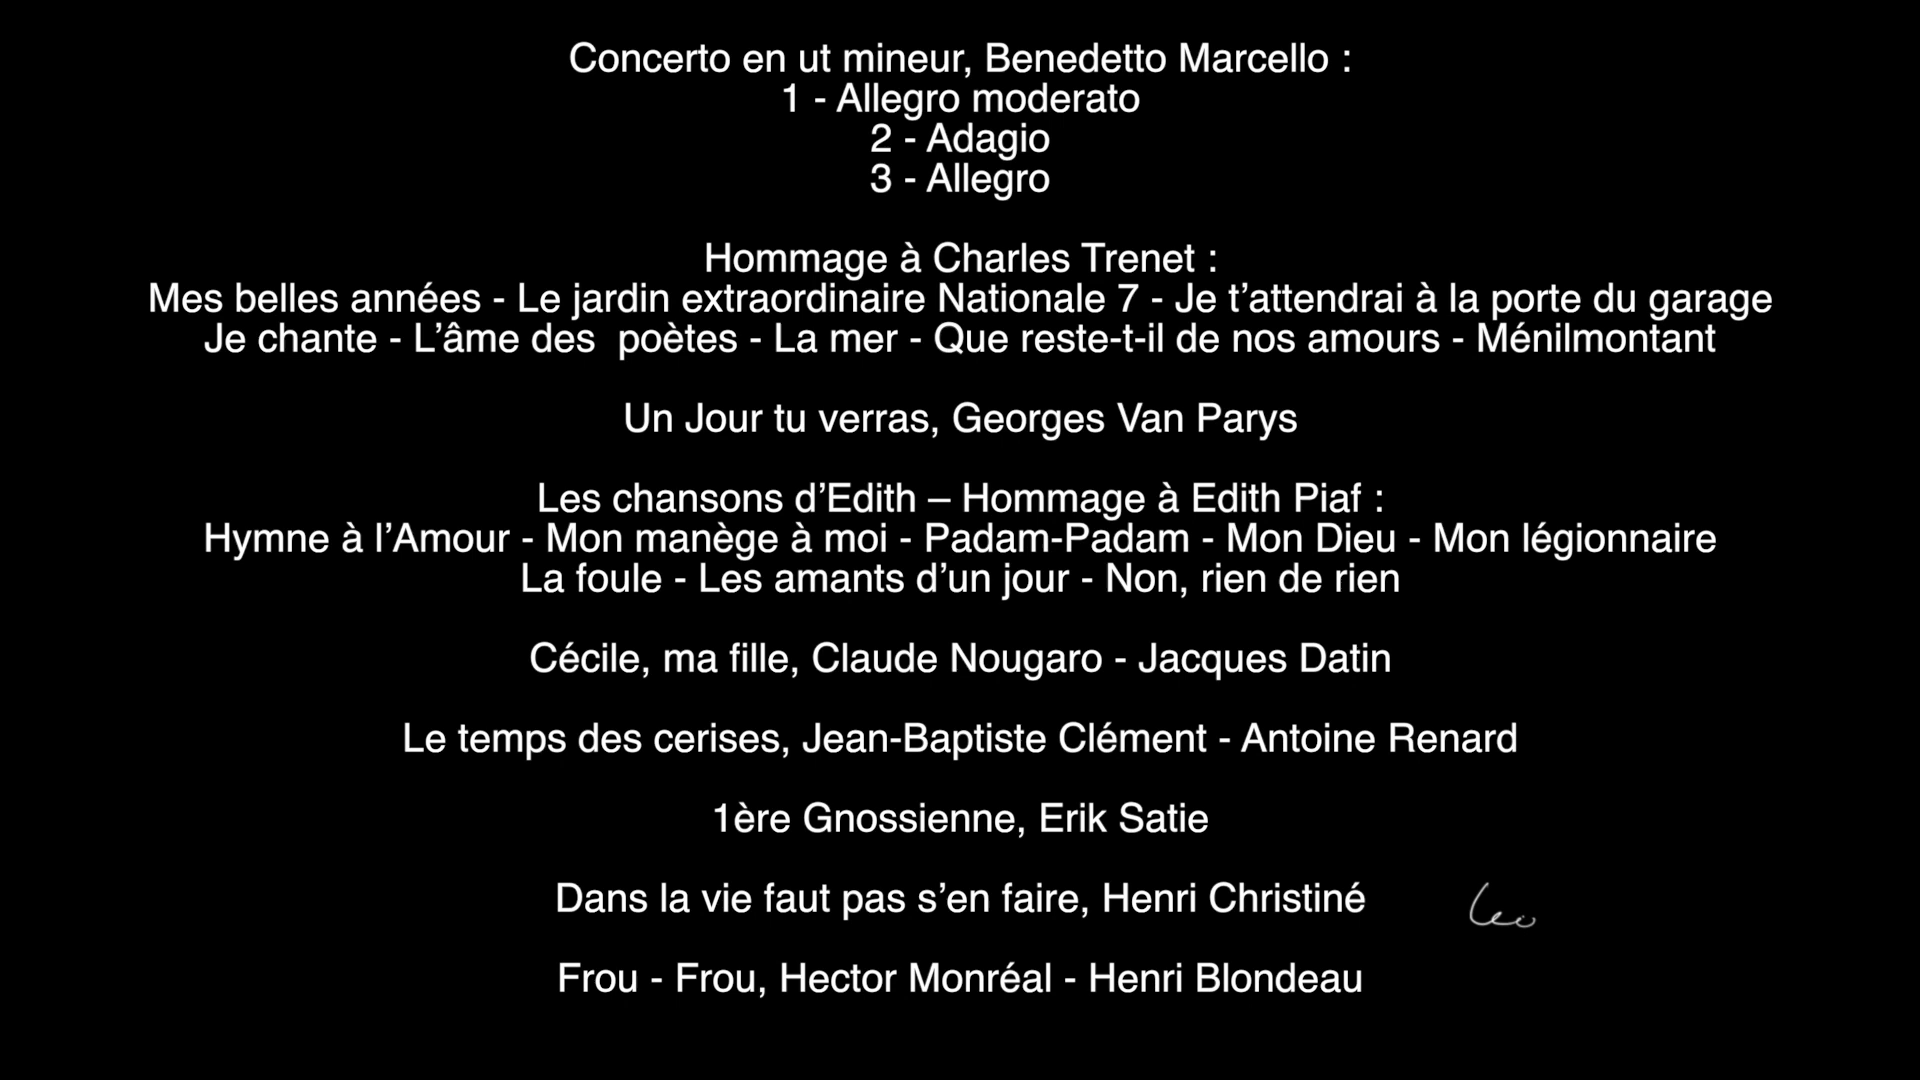 Concerto en ut mineur, Benedetto Marcello :
1 - Allegro moderato
2 - Adagio
3 - Allegro
Hommage à Charles Trenet :
Mes belles années - Le jardin extraordinaire Nationale 7 - Je t’attendrai à la porte du garage
Je chante - L’âme des  poètes - La mer - Que reste-t-il de nos amours - Ménilmontant
Un Jour tu verras, Georges Van Parys
Les chansons d’Edith – Hommage à Edith Piaf :
Hymne à l’Amour - Mon manège à moi - Padam-Padam - Mon Dieu - Mon légionnaire
La foule - Les amants d’un jour - Non, rien de rien
Cécile, ma fille, Claude Nougaro - Jacques Datin
Le temps des cerises, Jean-Baptiste Clément - Antoine Renard
1ère Gnossienne, Erik Satie
Dans la vie faut pas s’en faire, Henri Christiné
Leo
Frou - Frou, Hector Monréal - Henri Blondeau